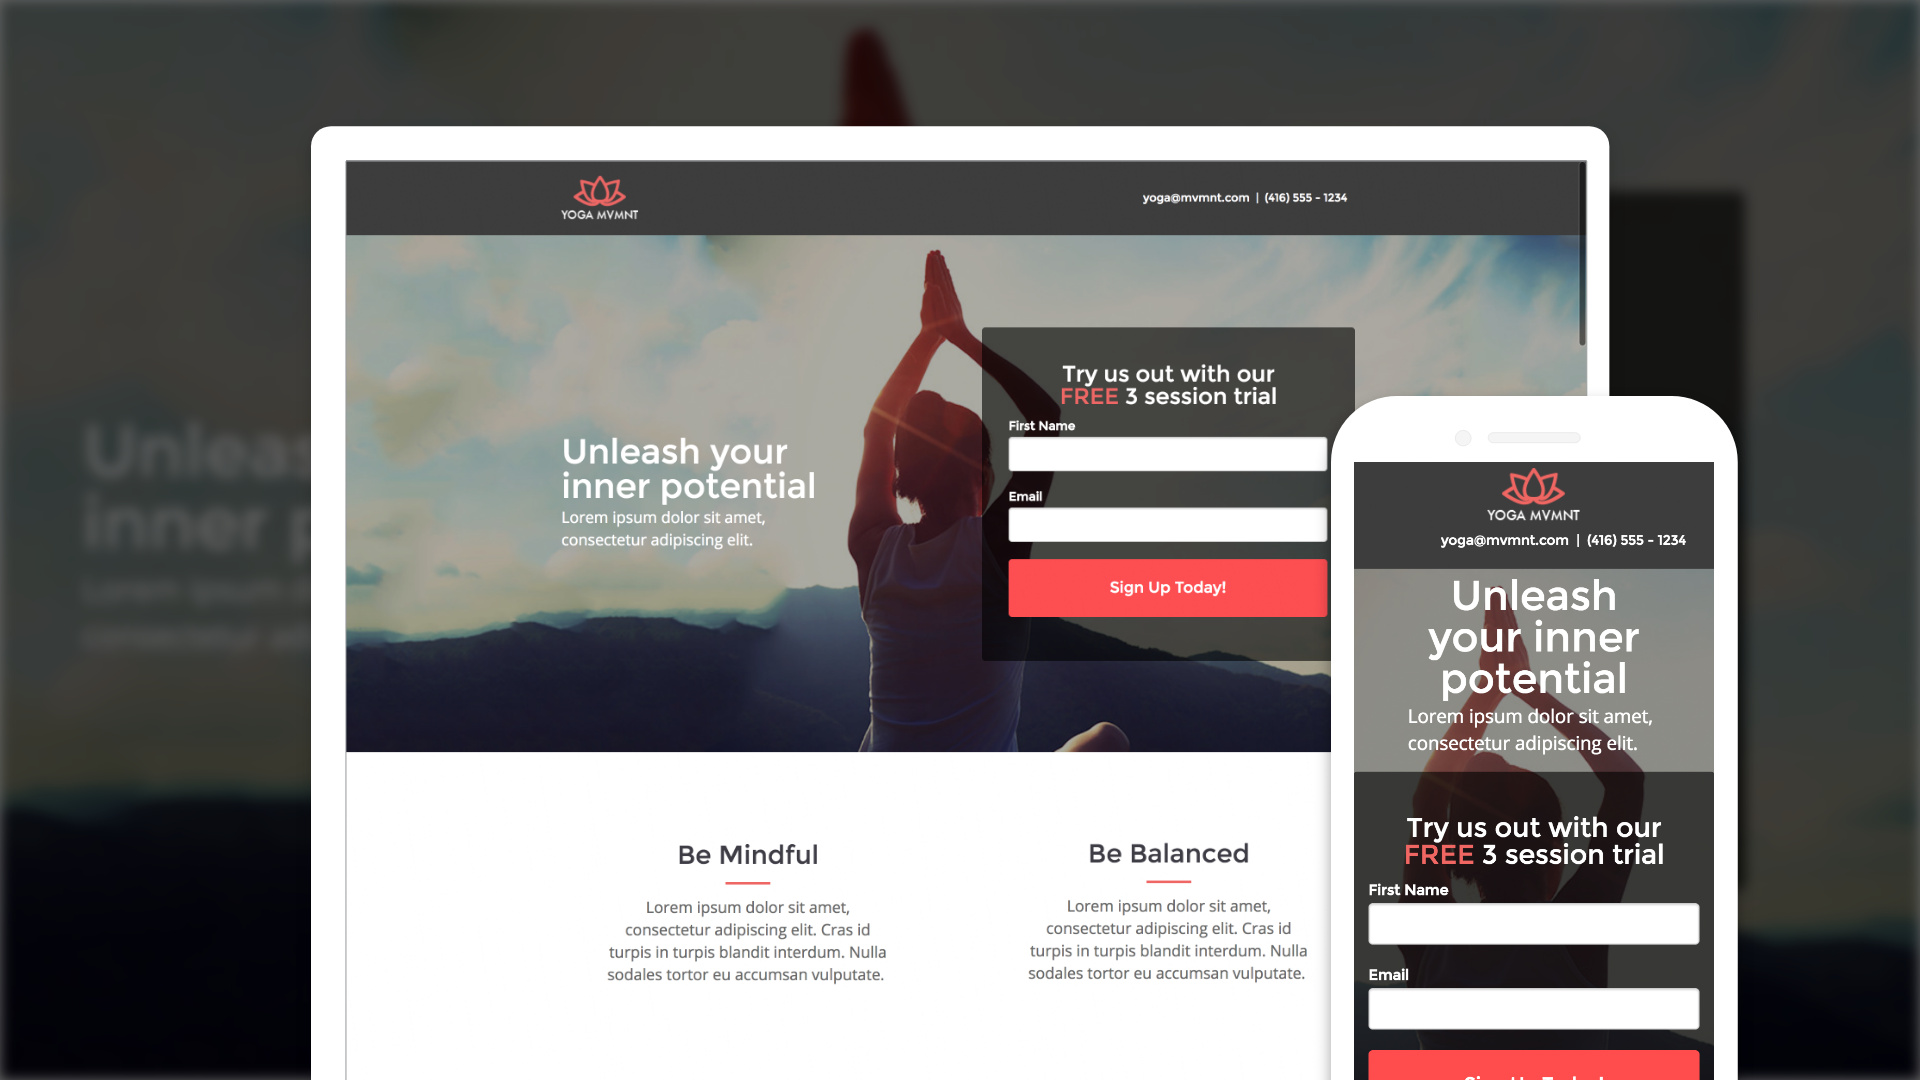 YOGA MVMNT
yoga@mvmnt.com | (416) 555 - 1234
Unleash your
inner potential
Lorem ipsum dolor sit amet,
consectetur adipiscing elit.
Try us out with our
FREE 3 session trial
First Name
Email
Sign Up Today!
Be Mindful
Lorem ipsum dolor sit amet,
consectetur adipiscing elit. Cras id
turpis in turpis blandit interdum. Nulla
sodales tortor eu accumsan vulputate.
Be Balanced
Lorem ipsum dolor sit amet,
consectetur adipiscing elit. Cras id
turpis in turpis blandit interdum. Nulla
sodales tortor eu accumsan vulputate.
YOGA MVMNT
yoga@mvmnt.com | (416) 555 - 1234
Unleash
your inner
potential
Lorem ipsum dolor sit amet,
consectetur adipiscing elit.
Try us out with our
FREE 3 session trial
First Name
Email